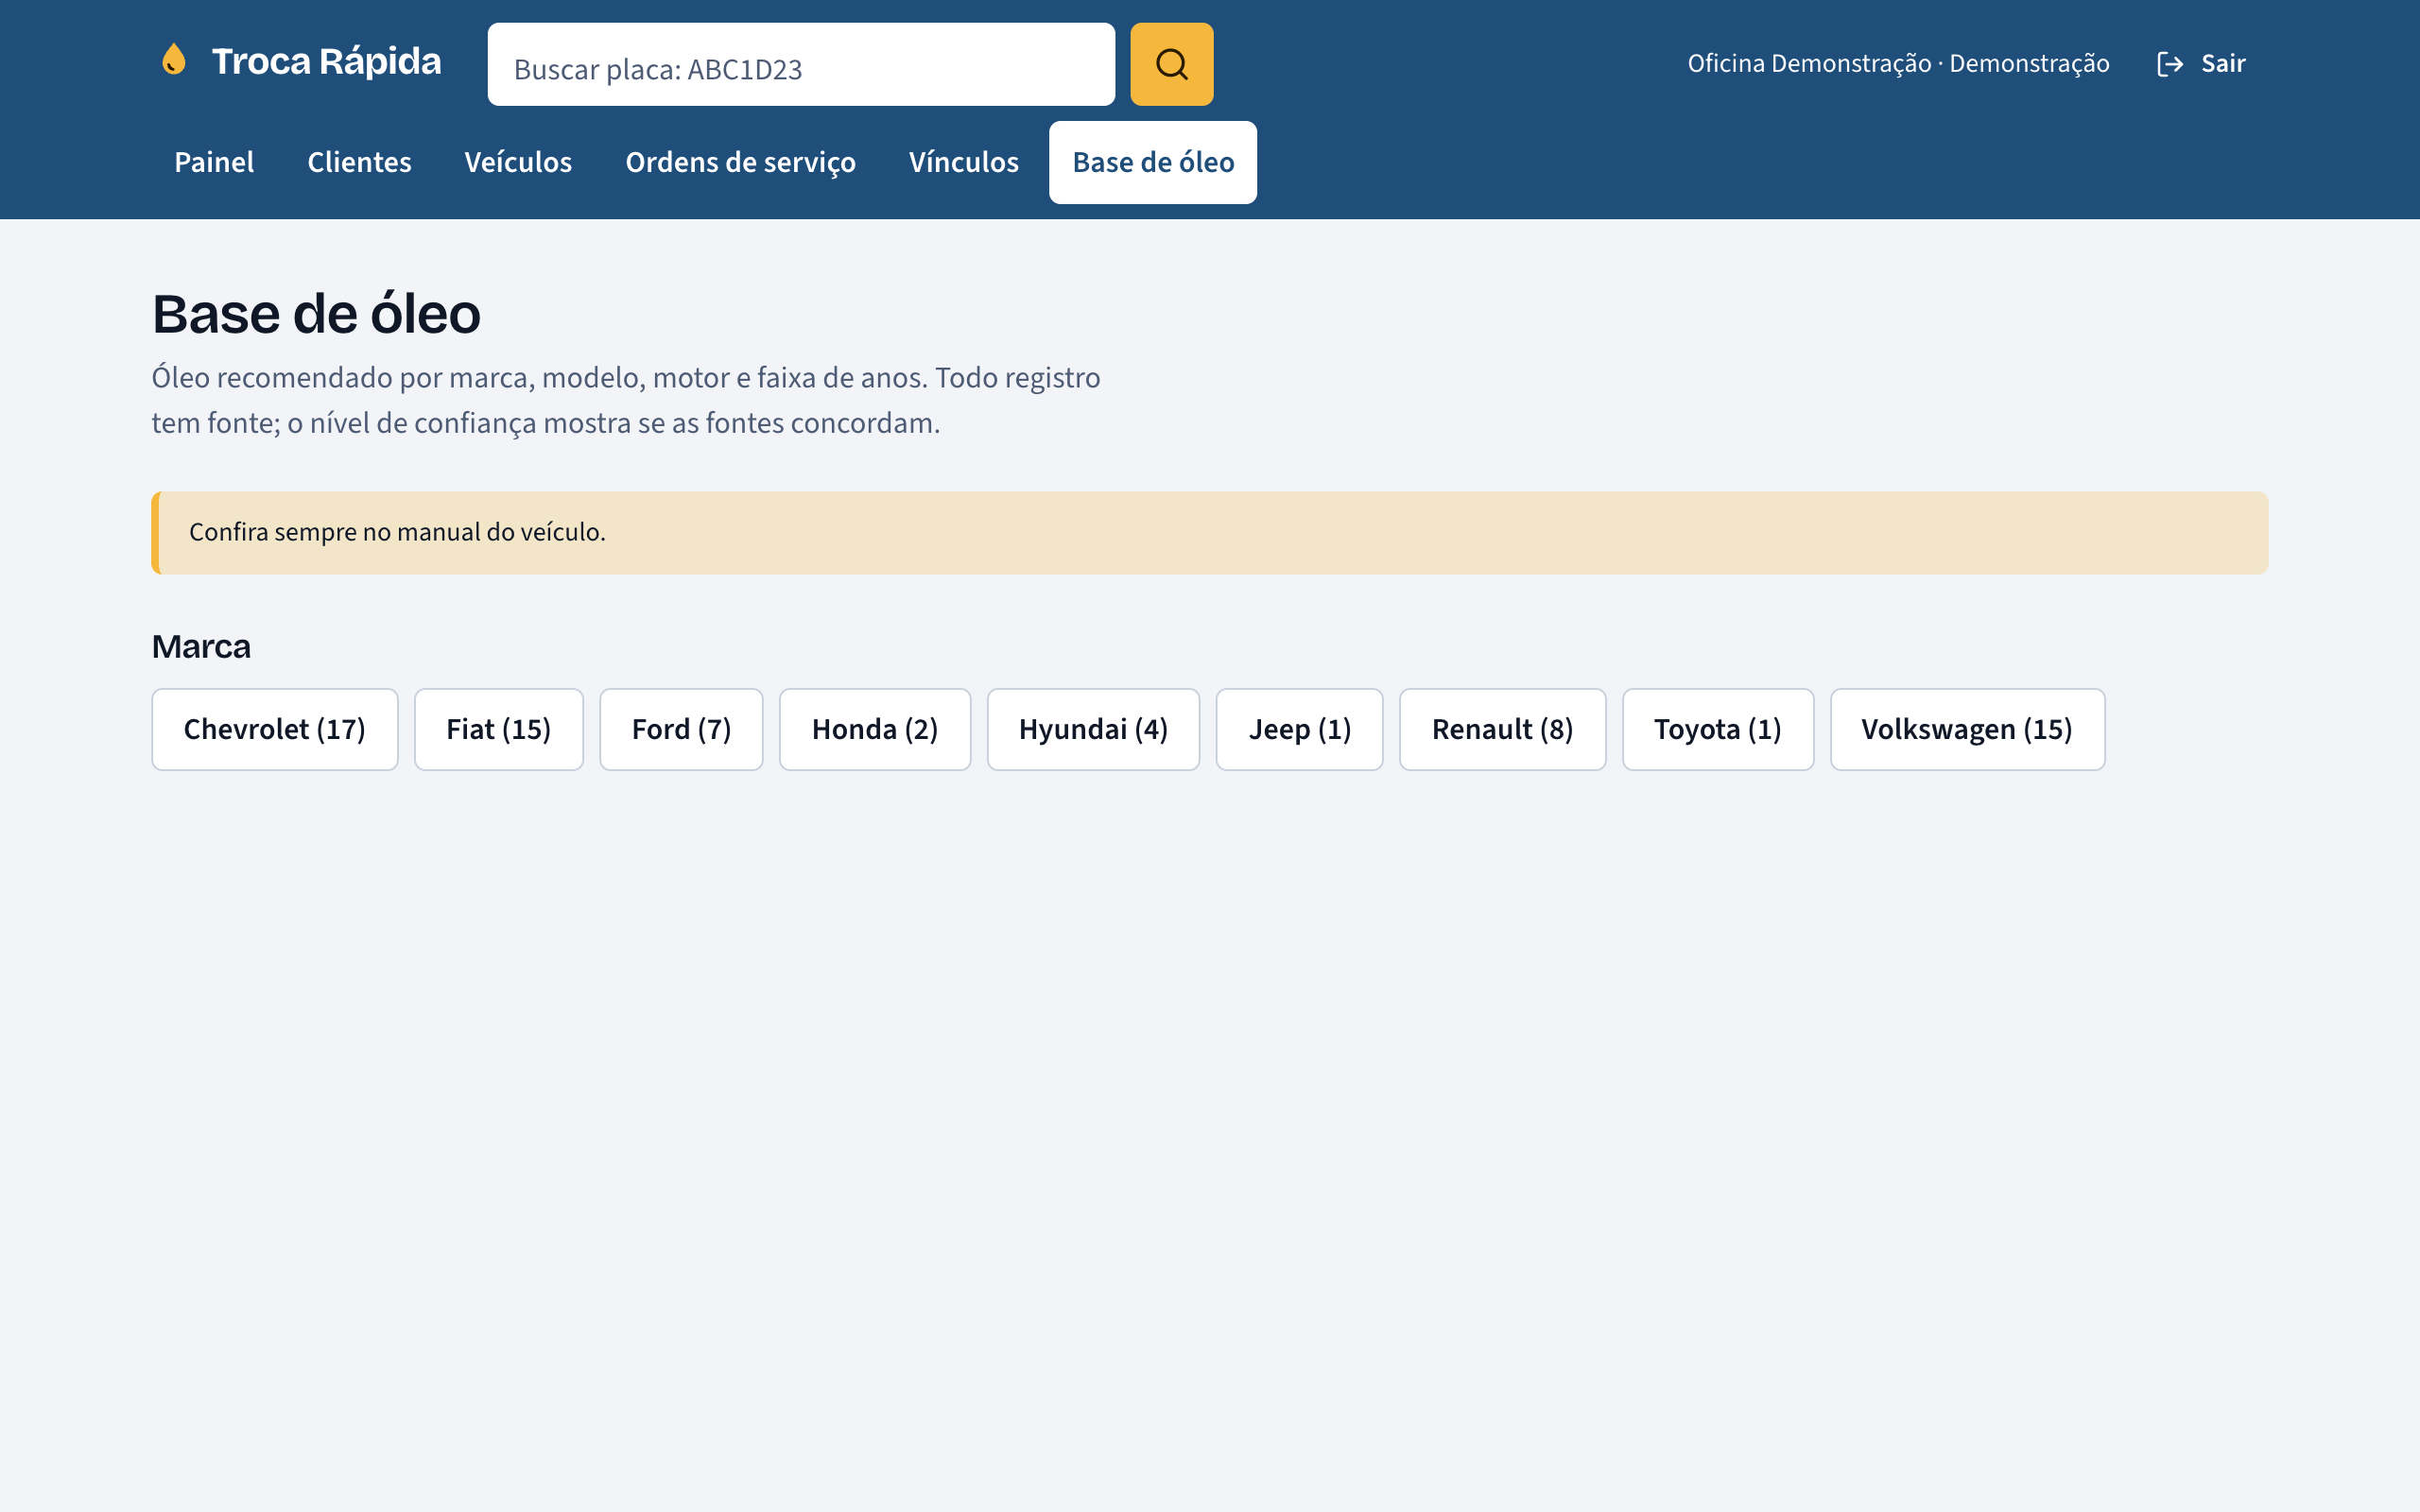 Troca Rápida
Buscar placa: ABC1D23
Oficina Demonstração · Demonstração
Sair
Painel
Clientes
Veículos
Ordens de serviço
Vínculos
Base de óleo
Base de óleo
Óleo recomendado por marca, modelo, motor e faixa de anos. Todo registro
tem fonte; o nível de confiança mostra se as fontes concordam.
Confira sempre no manual do veículo.
Marca
Chevrolet (17)
Fiat (15)
Ford (7)
Honda (2)
Hyundai (4)
Jeep (1)
Renault (8)
Toyota (1)
Volkswagen (15)